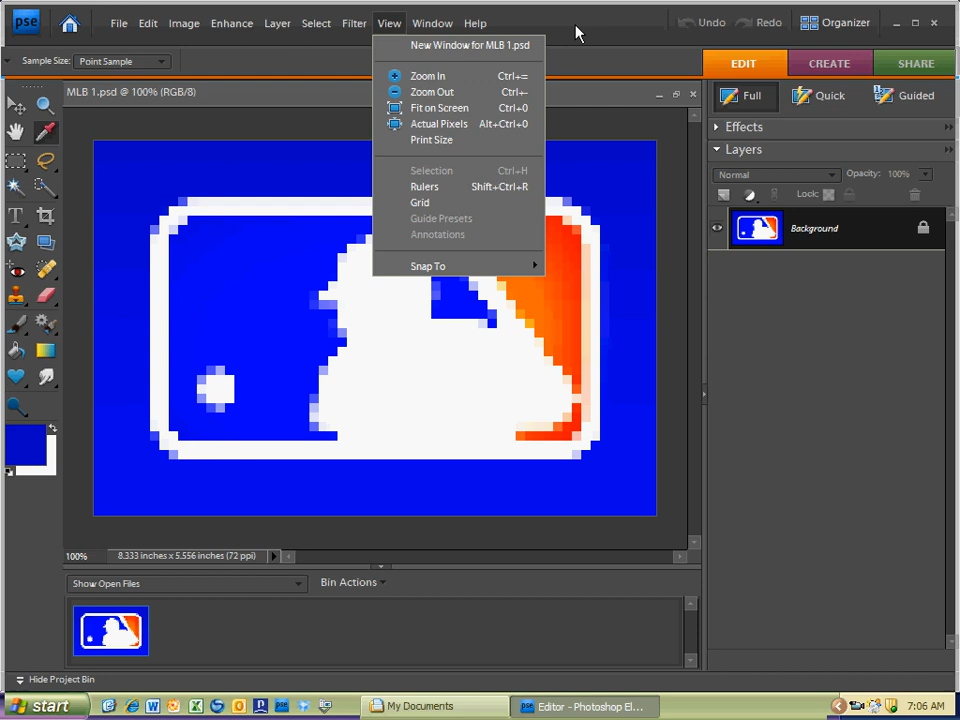 pse File Edit Image Enhance Layer Select Filter View Window Help Undo Redo Organizer
Sample Size: Point Sample EDIT CREATE SHARE
MLB 1.psd @ 100% (RGB/8)
New Window for MLB 1.psd
Zoom In Ctrl+=
Zoom Out Ctrl+-
Fit on Screen Ctrl+0
Actual Pixels Alt+Ctrl+0
Print Size
Selection Ctrl+H
Rulers Shift+Ctrl+R
Grid
Guide Presets
Annotations
Snap To
Full Quick Guided
Effects
Layers
Normal Opacity: 100%
Lock:
Background
100% 8.333 inches x 5.556 inches (72 ppi)
Show Open Files Bin Actions
Hide Project Bin
start My Documents Editor - Photoshop El... 7:06 AM